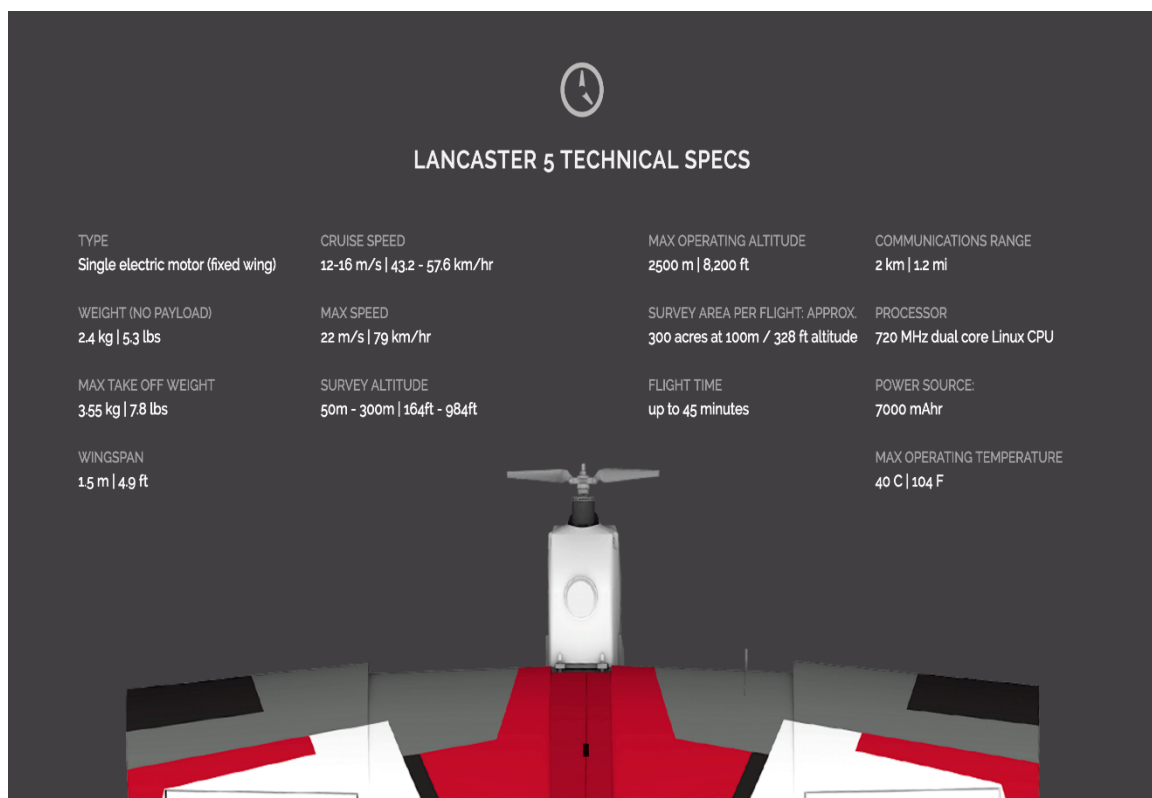 LANCASTER 5 TECHNICAL SPECS
TYPE
Single electric motor (fixed wing)
WEIGHT (NO PAYLOAD)
2.4 kg | 5.3 lbs
MAX TAKE OFF WEIGHT
3.55 kg | 7.8 lbs
WINGSPAN
1.5 m | 4.9 ft
CRUISE SPEED
12-16 m/s | 43.2 - 57.6 km/hr
MAX SPEED
22 m/s | 79 km/hr
SURVEY ALTITUDE
50m - 300m | 164ft - 984ft
MAX OPERATING ALTITUDE
2500 m | 8,200 ft
SURVEY AREA PER FLIGHT: APPROX.
300 acres at 100m / 328 ft altitude
FLIGHT TIME
up to 45 minutes
COMMUNICATIONS RANGE
2 km | 1.2 mi
PROCESSOR
720 MHz dual core Linux CPU
POWER SOURCE:
7000 mAhr
MAX OPERATING TEMPERATURE
40 C | 104 F